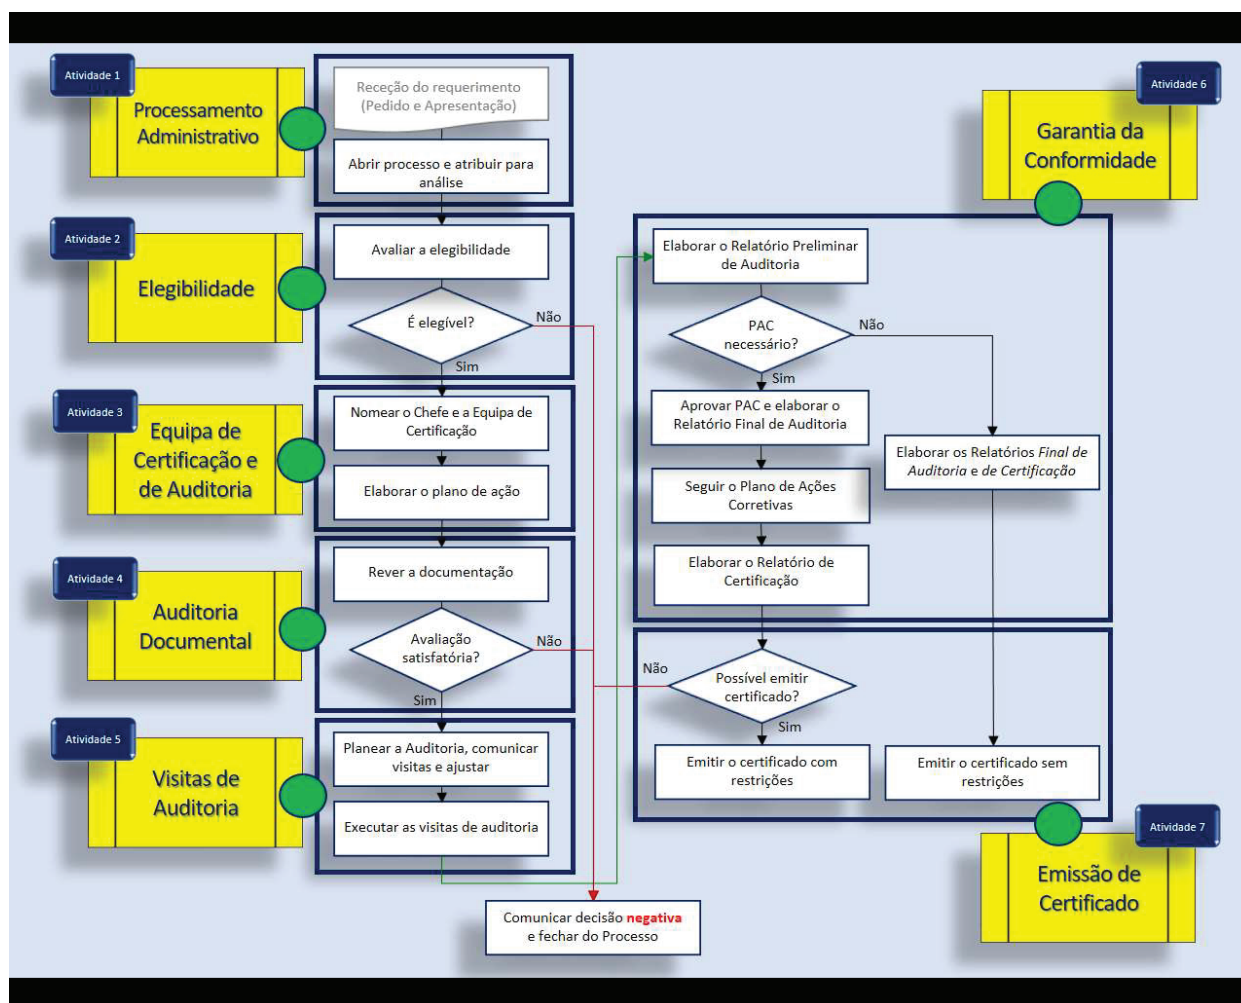 Atividade 1
Processamento
Administrativo
Receção do requerimento
(Pedido e Apresentação)
Abrir processo e atribuir para
análise
Atividade 2
Elegibilidade
Avaliar a elegibilidade
É elegível?
Não
Sim
Atividade 3
Equipa de
Certificação e
de Auditoria
Nomear o Chefe e a Equipa de
Certificação
Elaborar o plano de ação
Atividade 4
Auditoria
Documental
Rever a documentação
Avaliação
satisfatória?
Não
Sim
Atividade 5
Visitas de
Auditoria
Planear a Auditoria, comunicar
visitas e ajustar
Executar as visitas de auditoria
Atividade 6
Garantia da
Conformidade
Elaborar o Relatório Preliminar
de Auditoria
PAC
necessário?
Não
Sim
Aprovar PAC e elaborar o
Relatório Final de Auditoria
Elaborar os Relatórios Final de
Auditoria e de Certificação
Seguir o Plano de Ações
Corretivas
Elaborar o Relatório de
Certificação
Não
Possível emitir
certificado?
Sim
Emitir o certificado com
restrições
Emitir o certificado sem
restrições
Atividade 7
Emissão de
Certificado
Comunicar decisão negativa
e fechar do Processo